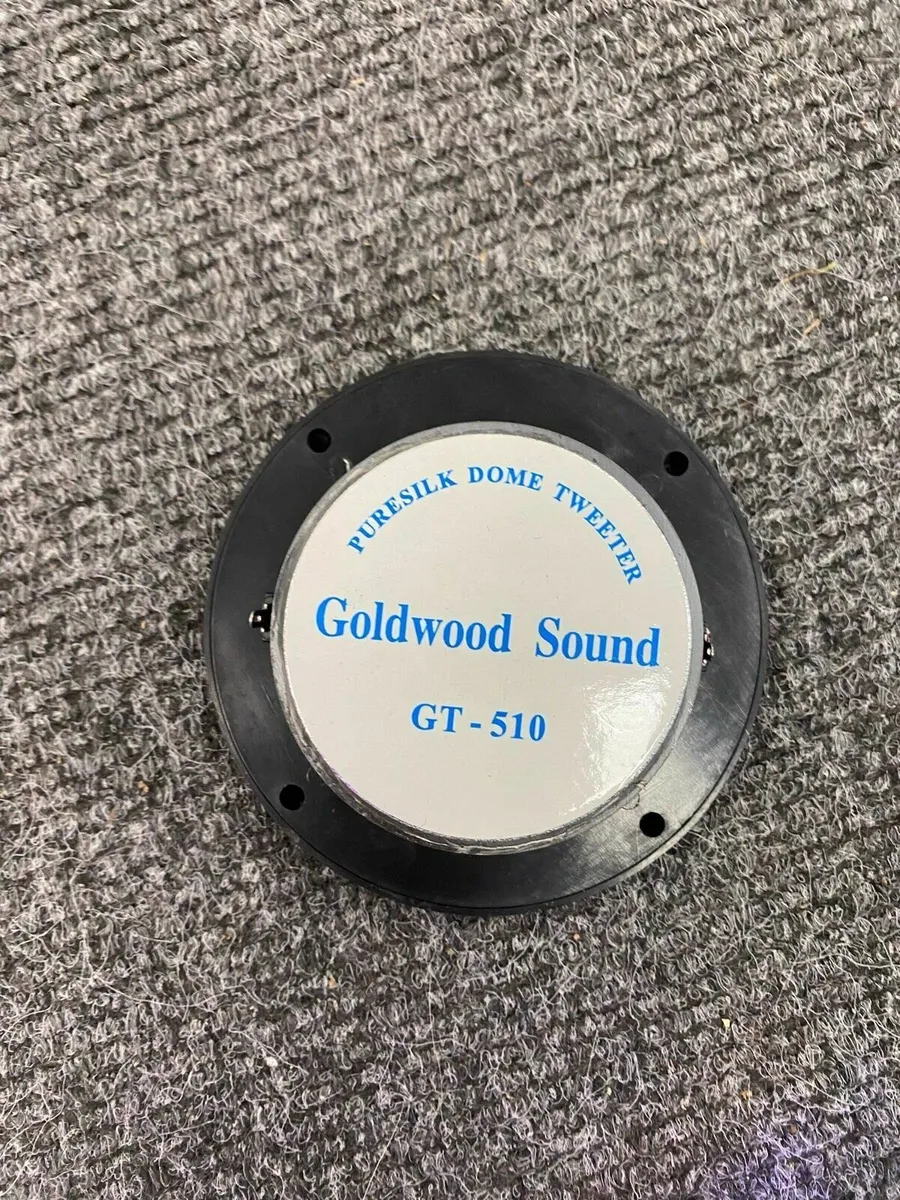 PURESILK DOME TWEETER
Goldwood Sound
GT - 510